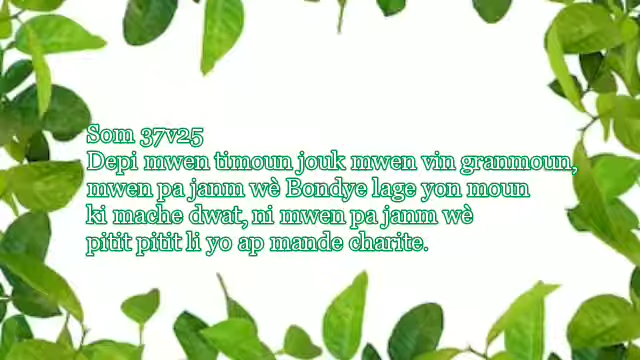 Som 37v25
Depi mwen timoun jouk mwen vin granmoun,
mwen pa janm wè Bondye lage yon moun
ki mache dwat, ni mwen pa janm wè
pitit pitit li yo ap mande charite.